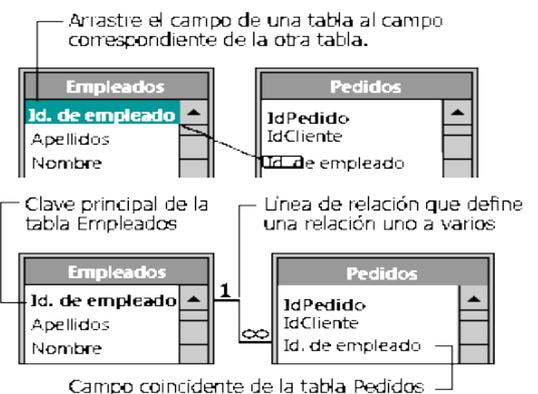 Arrastre el campo de una tabla al campo
correspondiente de la otra tabla.
Empleados
Id. de empleado
Apellidos
Nombre
Pedidos
IdPedido
IdCliente
Id. de empleado
Clave principal de la
tabla Empleados
Línea de relación que define
una relación uno a varios
Empleados
Id. de empleado
Apellidos
Nombre
1
∞
Pedidos
IdPedido
IdCliente
Id. de empleado
Campo coincidente de la tabla Pedidos